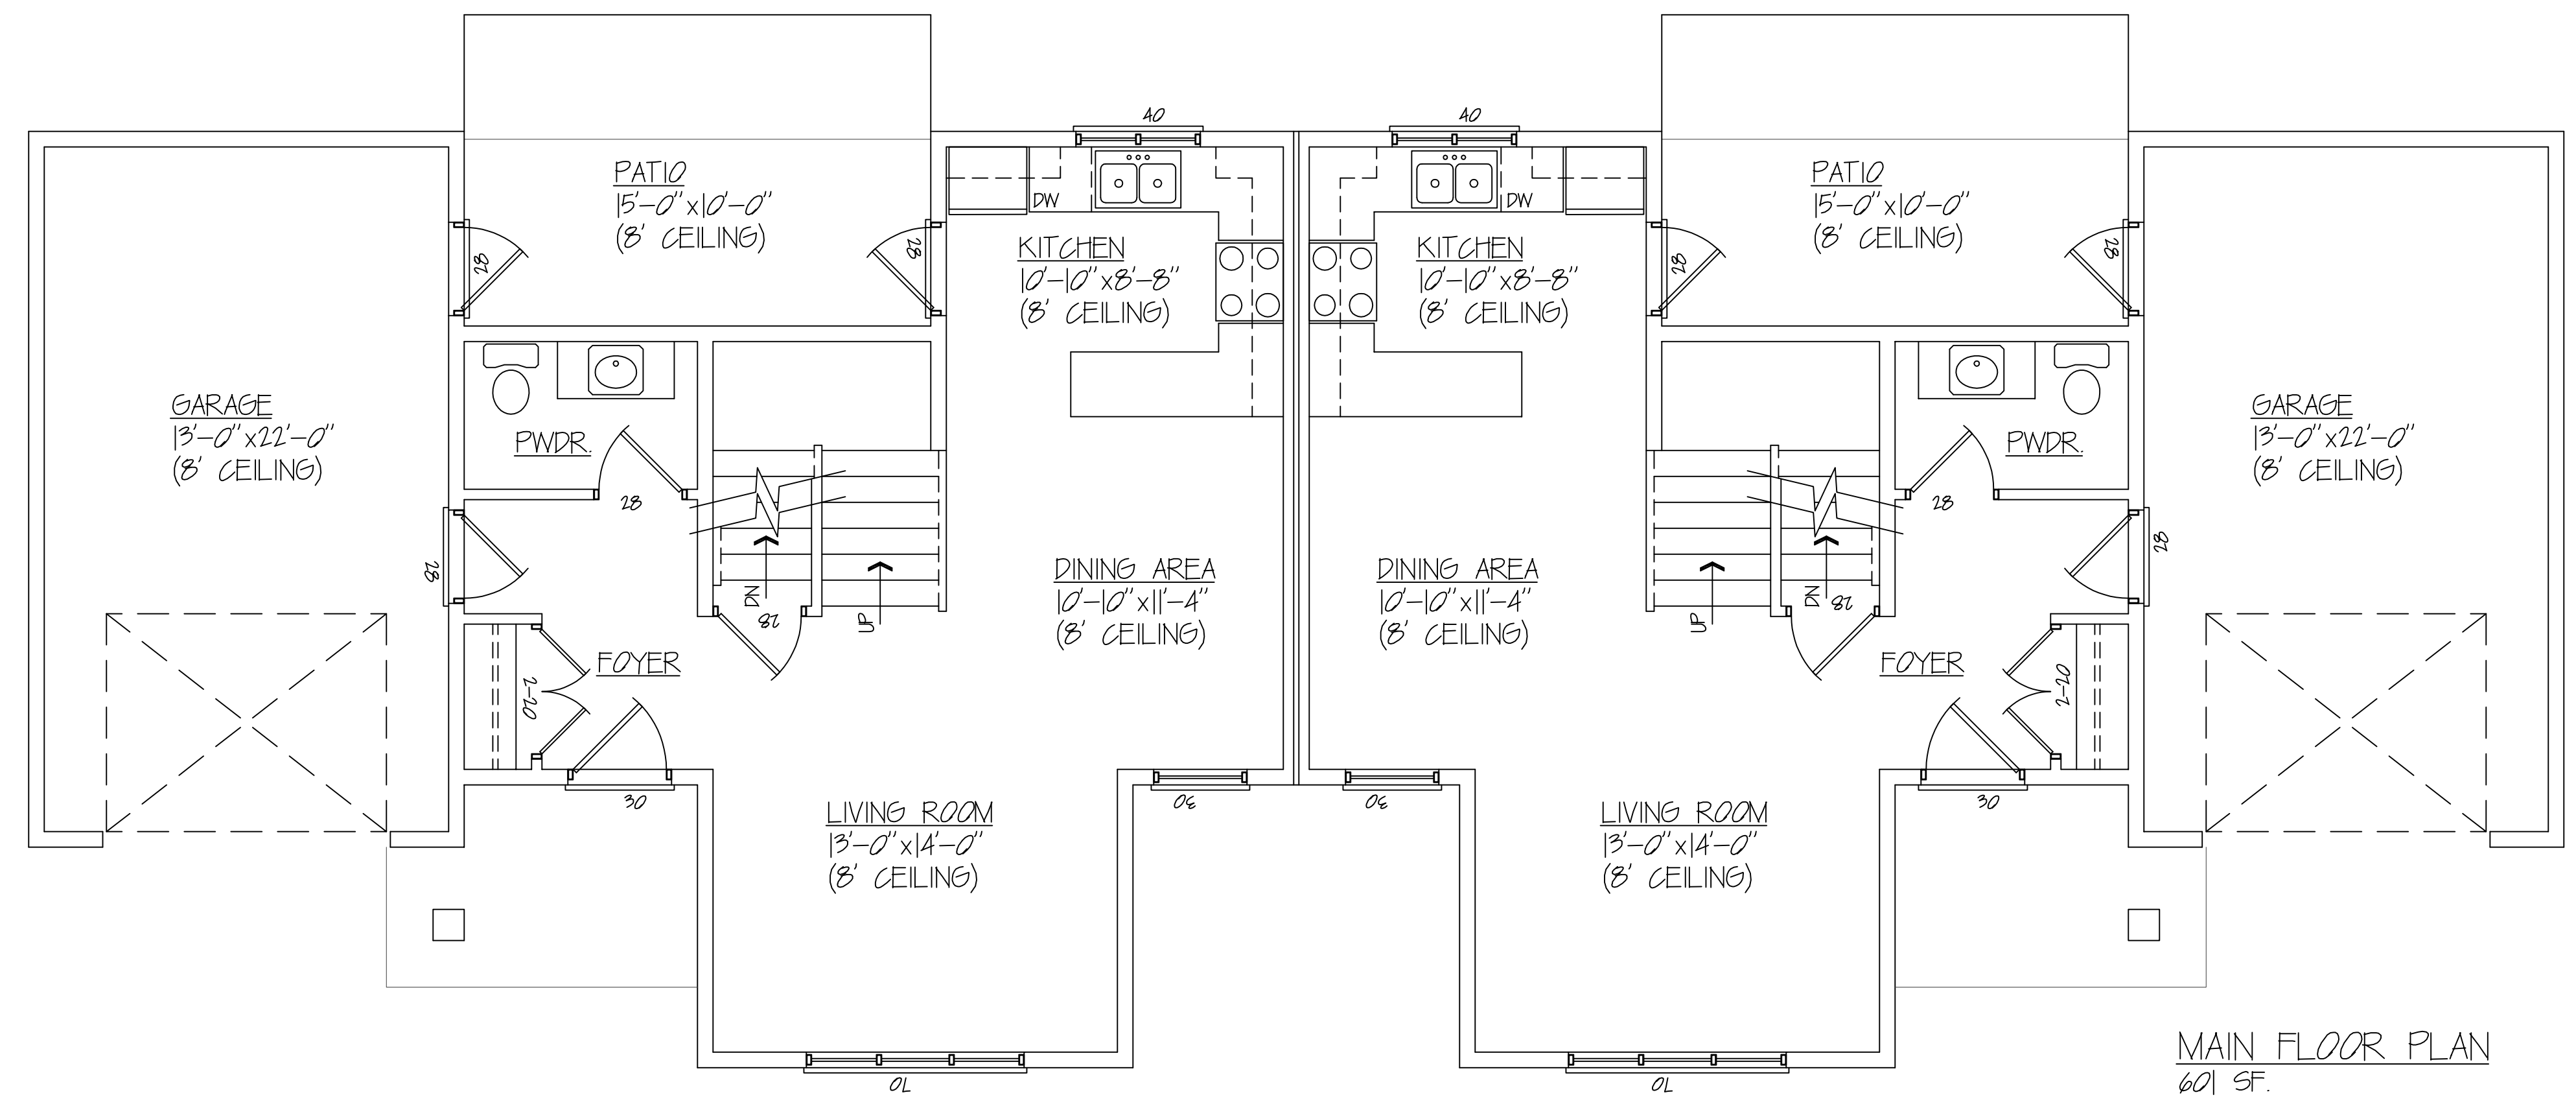 40
40
PATIO
15'-0"x10'-0"
(8' CEILING)
PATIO
15'-0"x10'-0"
(8' CEILING)
DW
DW
28
28
KITCHEN
10'-10"x8'-8"
(8' CEILING)
KITCHEN
10'-10"x8'-8"
(8' CEILING)
28
28
GARAGE
13'-0"x22'-0"
(8' CEILING)
PWDR.
28
PWDR.
28
GARAGE
13'-0"x22'-0"
(8' CEILING)
28
DN
28
UP
DINING AREA
10'-10"x11'-4"
(8' CEILING)
DINING AREA
10'-10"x11'-4"
(8' CEILING)
UP
DN
28
28
FOYER
2-20
FOYER
2-20
30
30
30
30
LIVING ROOM
13'-0"x14'-0"
(8' CEILING)
LIVING ROOM
13'-0"x14'-0"
(8' CEILING)
70
70
MAIN FLOOR PLAN
601 SF.